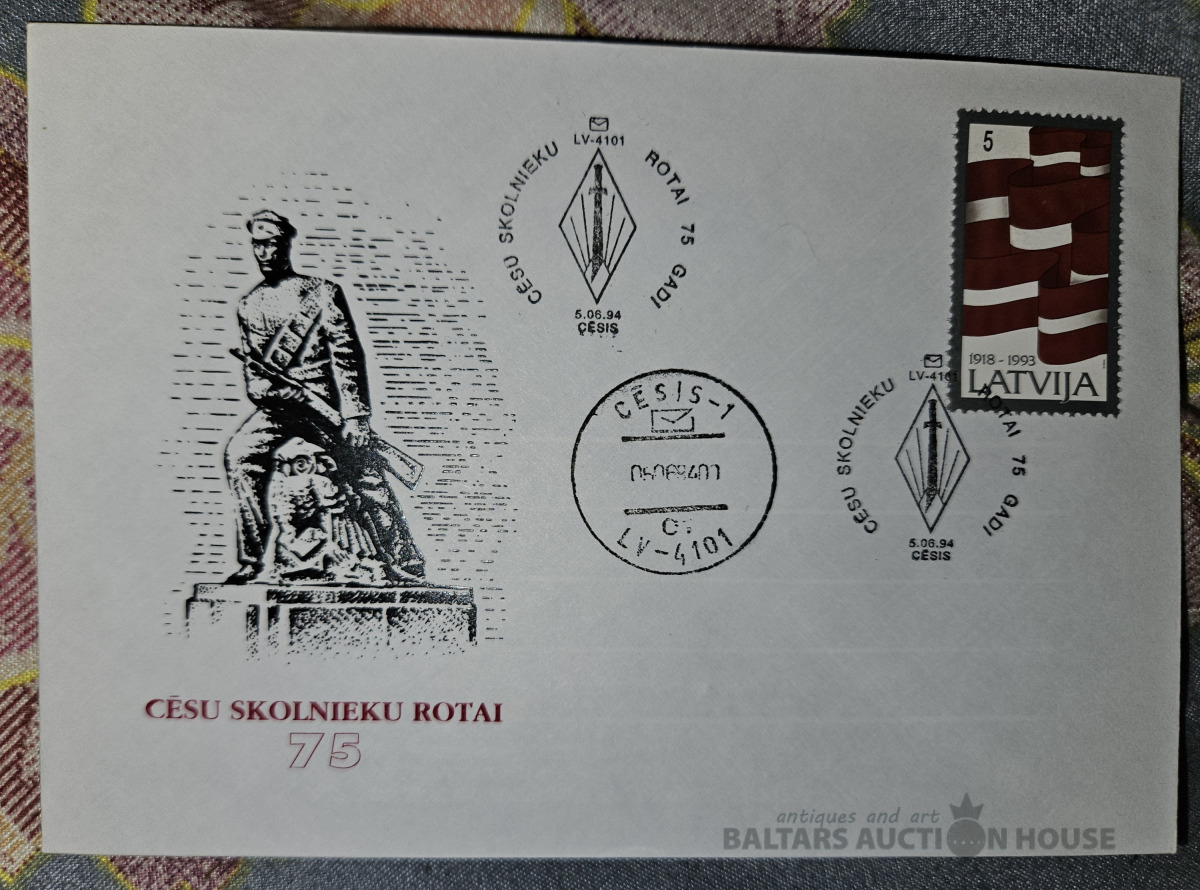 LV-4101
CĒSU SKOLNIEKU ROTAI 75 GADI
5.06.94
CĒSIS
5
1918 - 1993
LATVIJA
LV-4101
CĒSU SKOLNIEKU ROTAI 75 GADI
5.06.94
CĒSIS
CĒSIS-1
LV-4101
CĒSU SKOLNIEKU ROTAI
75
antiques and art
BALTARS AUCTION HOUSE